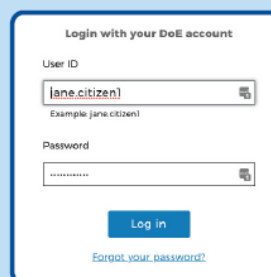 Login with your DoE account
User ID
jane.citizen1
Example: jane.citizen1
Password
.............
Log in
Forgot your password?